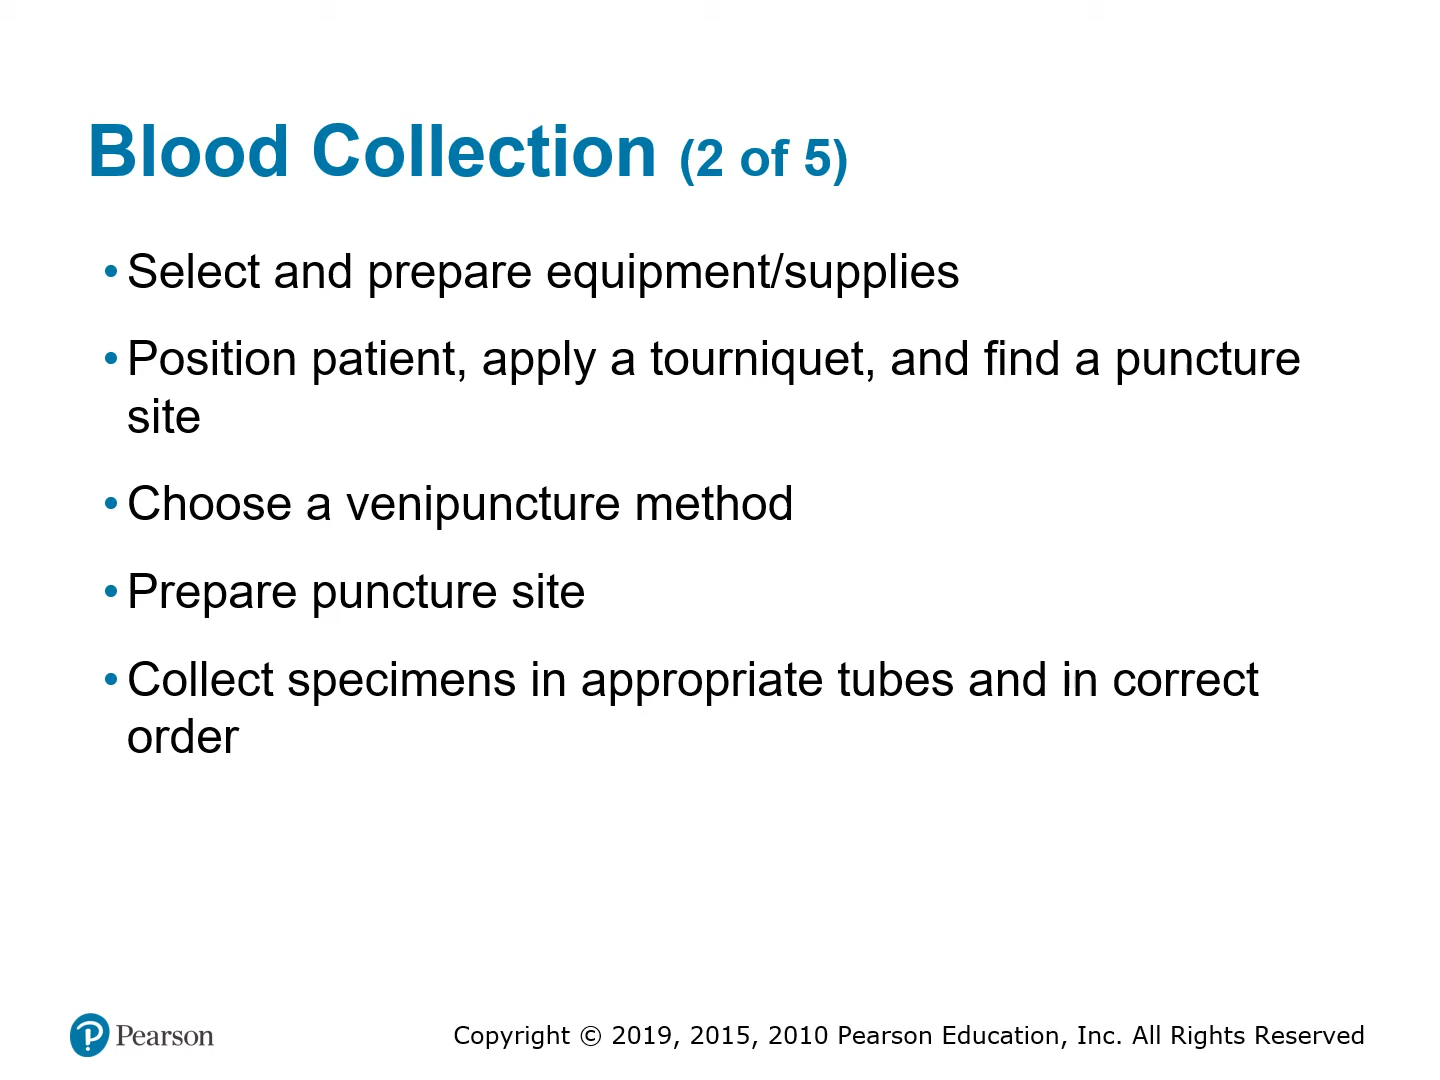 Blood Collection (2 of 5)
• Select and prepare equipment/supplies
• Position patient, apply a tourniquet, and find a puncture
site
• Choose a venipuncture method
• Prepare puncture site
• Collect specimens in appropriate tubes and in correct
order
Pearson
Copyright © 2019, 2015, 2010 Pearson Education, Inc. All Rights Reserved